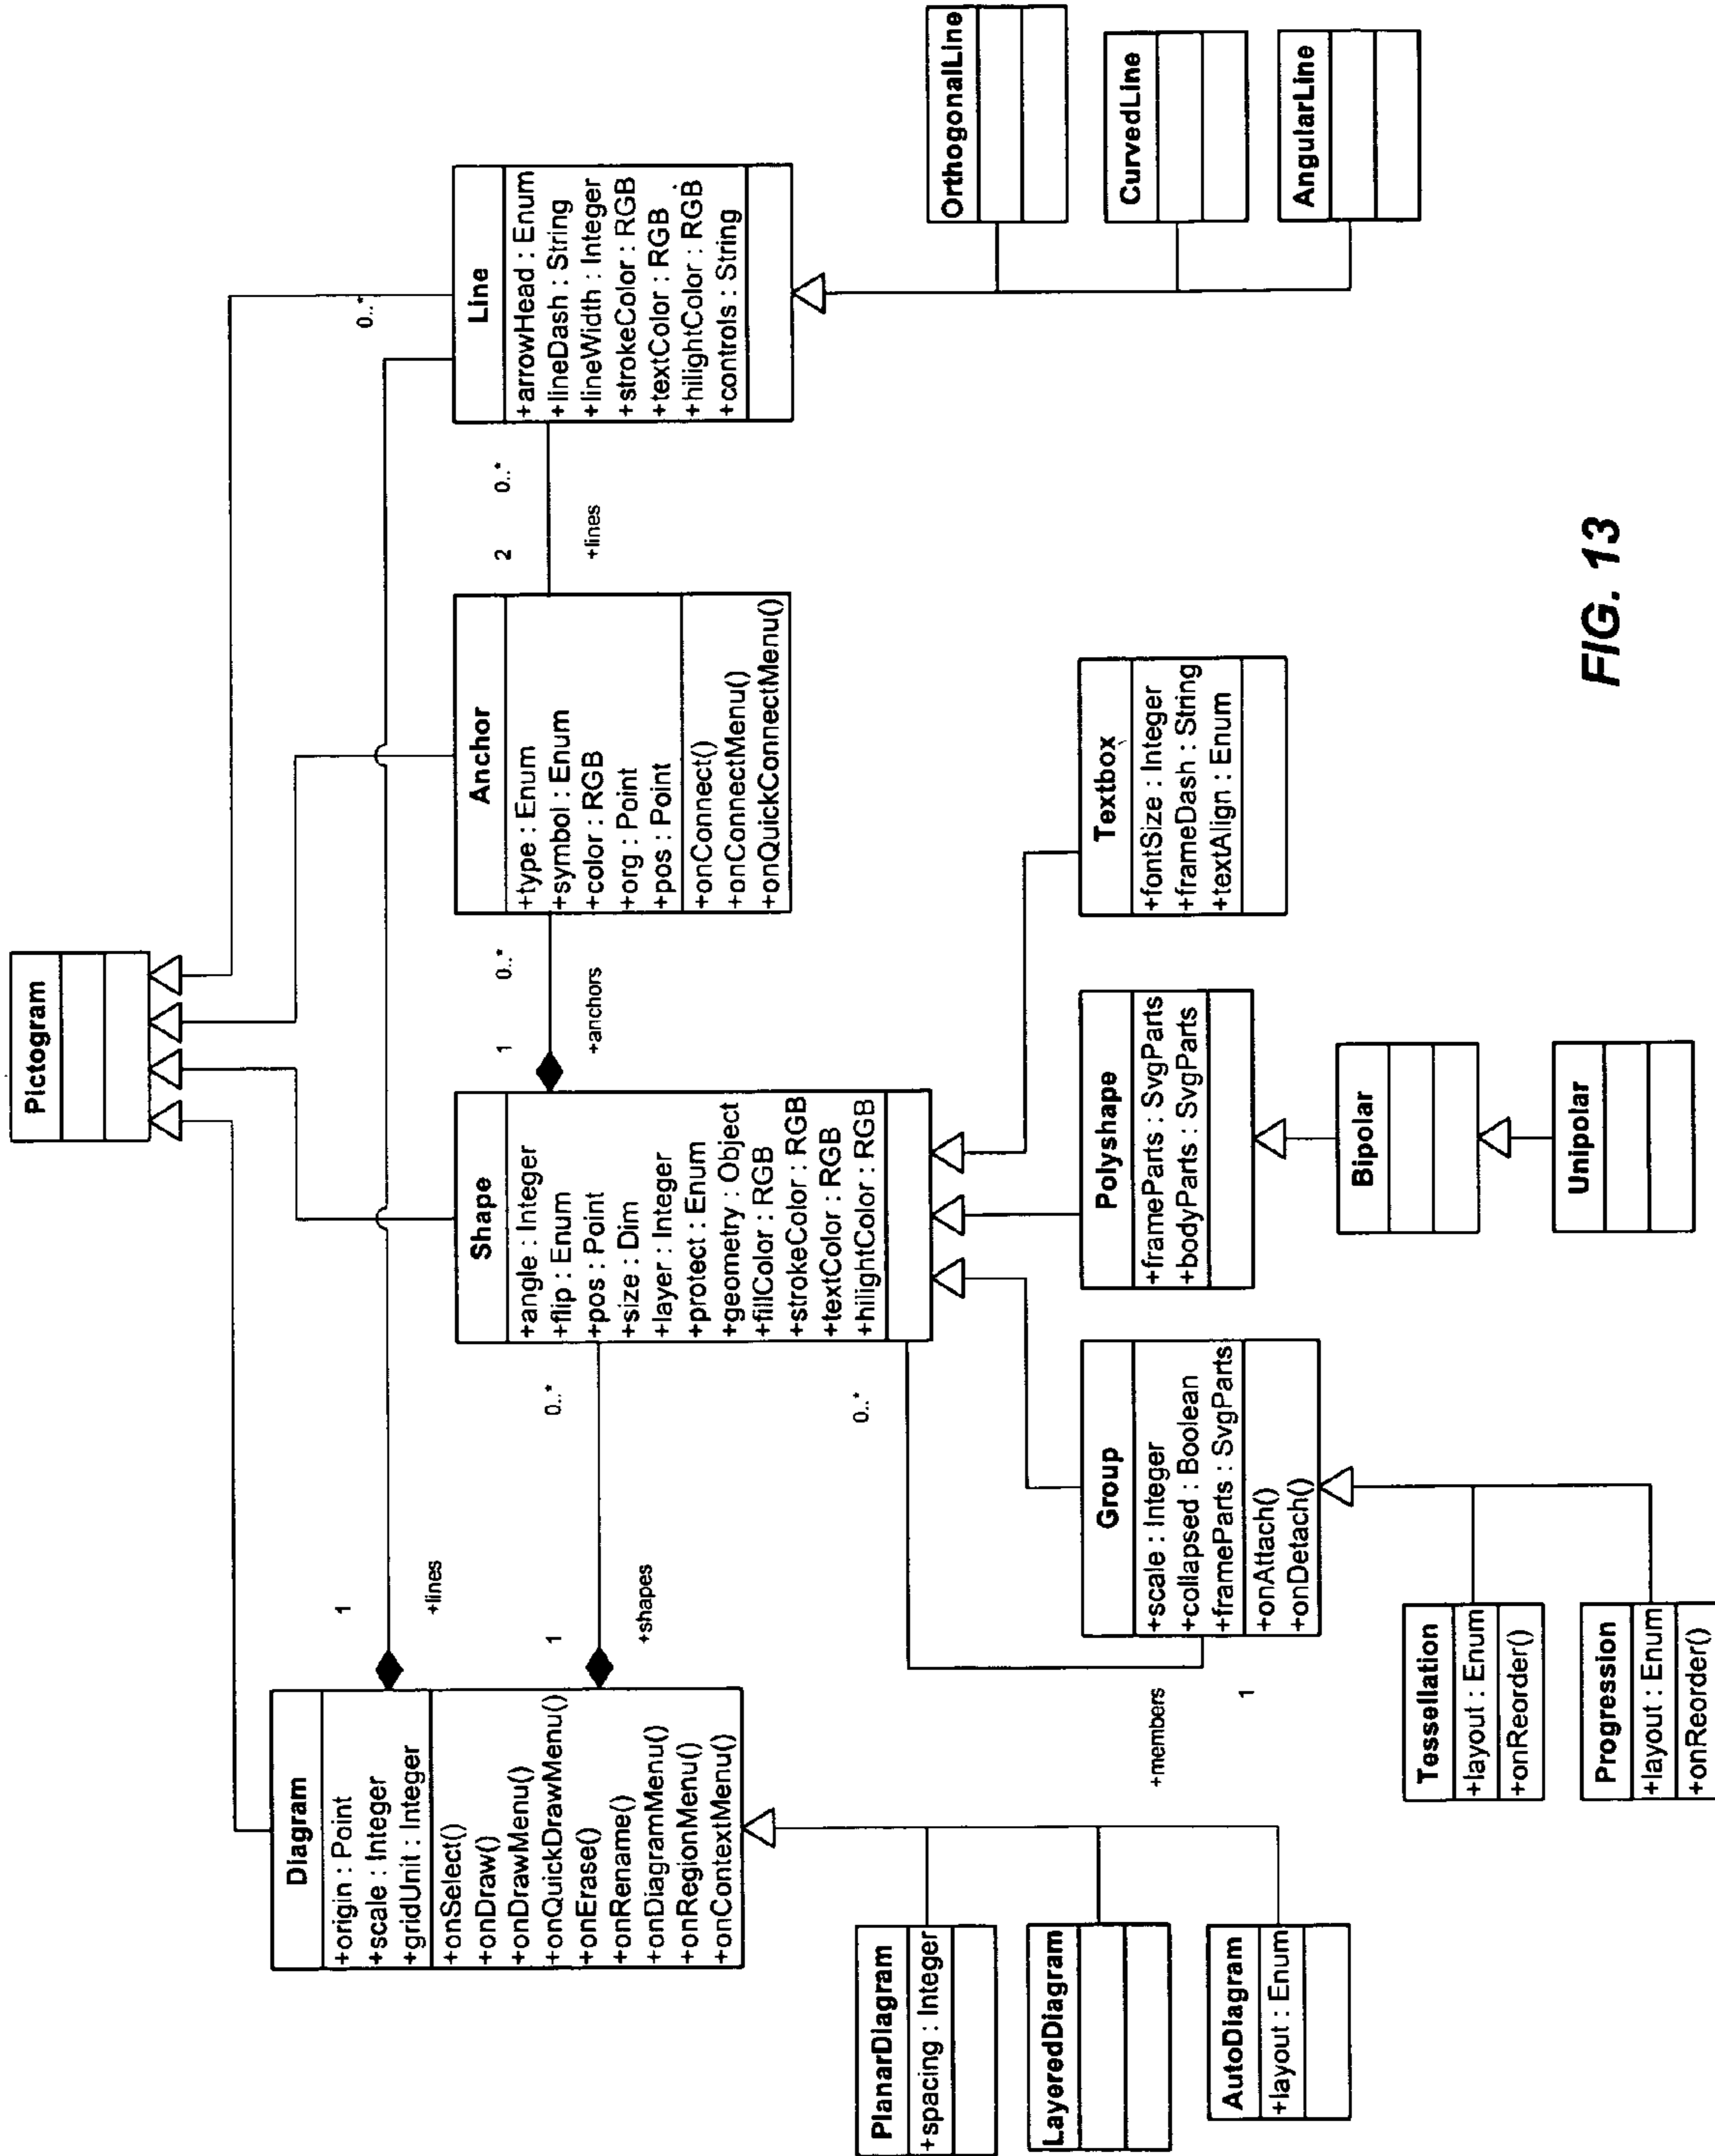 Pictogram
Diagram
+origin : Point
+scale : Integer
+gridUnit : Integer
+onSelect()
+onDraw()
+onDrawMenu()
+onQuickDrawMenu()
+onErase()
+onRename()
+onDiagramMenu()
+onRegionMenu()
+onContextMenu()
1
+lines
0..*
1
+shapes
0..*
Shape
+angle : Integer
+flip : Enum
+pos : Point
+size : Dim
+layer : Integer
+protect : Enum
+geometry : Object
+fillColor : RGB
+strokeColor : RGB
+textColor : RGB
+hilightColor : RGB
1
0..*
+anchors
Anchor
+type : Enum
+symbol : Enum
+color : RGB
+org : Point
+pos : Point
+onConnect()
+onConnectMenu()
+onQuickConnectMenu()
2
0..*
+lines
Line
+arrowHead : Enum
+lineDash : String
+lineWidth : Integer
+strokeColor : RGB
+textColor : RGB
+hilightColor : RGB
+controls : String
0..*
+members
1
PlanarDiagram
+spacing : Integer
LayeredDiagram
AutoDiagram
+layout : Enum
Group
+scale : Integer
+collapsed : Boolean
+frameParts : SvgParts
+onAttach()
+onDetach()
Polyshape
+frameParts : SvgParts
+bodyParts : SvgParts
Textbox
+fontSize : Integer
+frameDash : String
+textAlign : Enum
OrthogonalLine
CurvedLine
AngularLine
Bipolar
Unipolar
Tessellation
+layout : Enum
+onReorder()
Progression
+layout : Enum
+onReorder()
FIG. 13